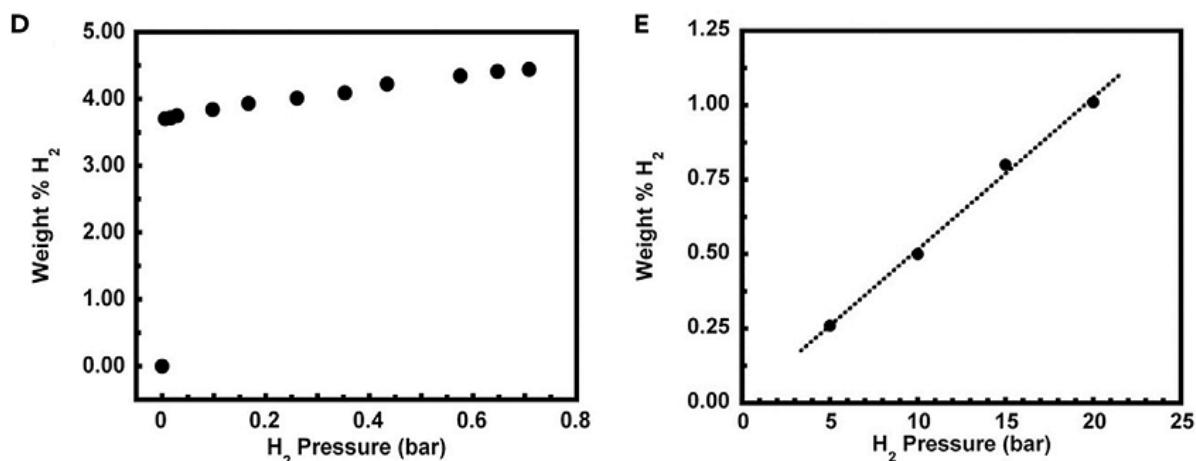 D
5.00
4.00
3.00
2.00
1.00
0.00
Weight % H₂
0 0.2 0.4 0.6 0.8
H₂ Pressure (bar)
E
1.25
1.00
0.75
0.50
0.25
0.00
Weight % H₂
0 5 10 15 20 25
H₂ Pressure (bar)